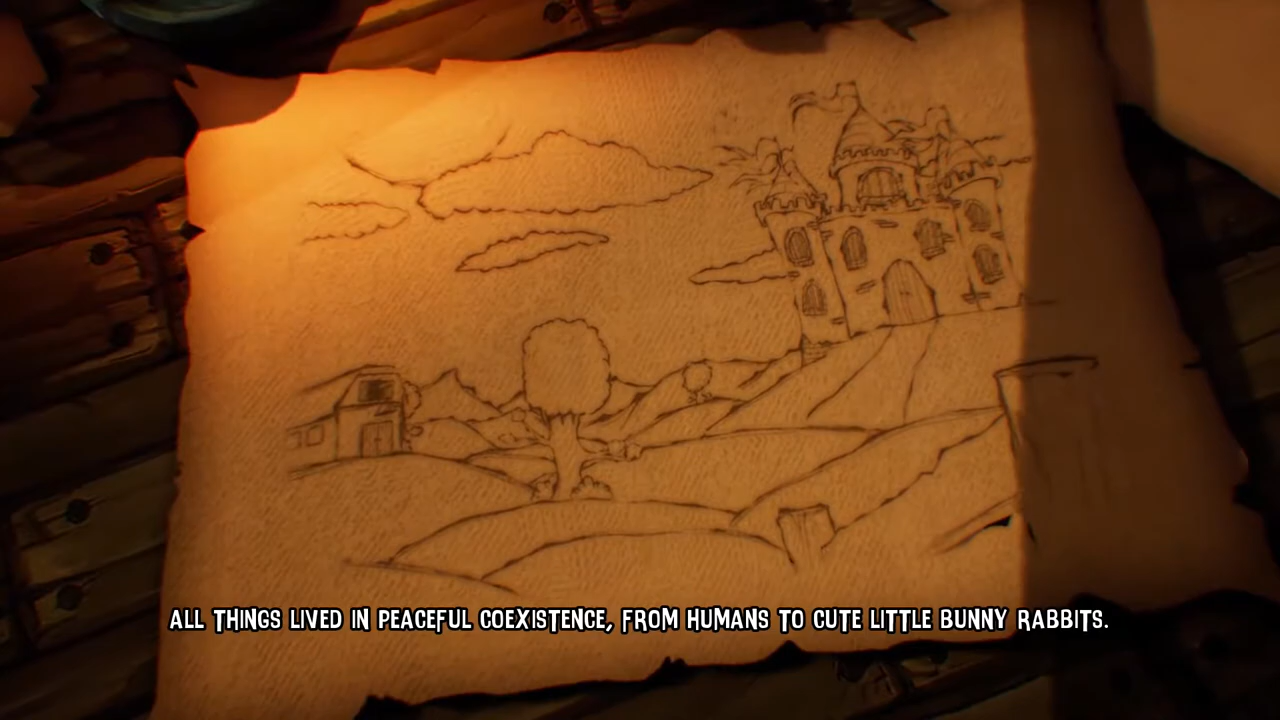 ALL THINGS LIVED IN PEACEFUL COEXISTENCE, FROM HUMANS TO CUTE LITTLE BUNNY RABBITS.